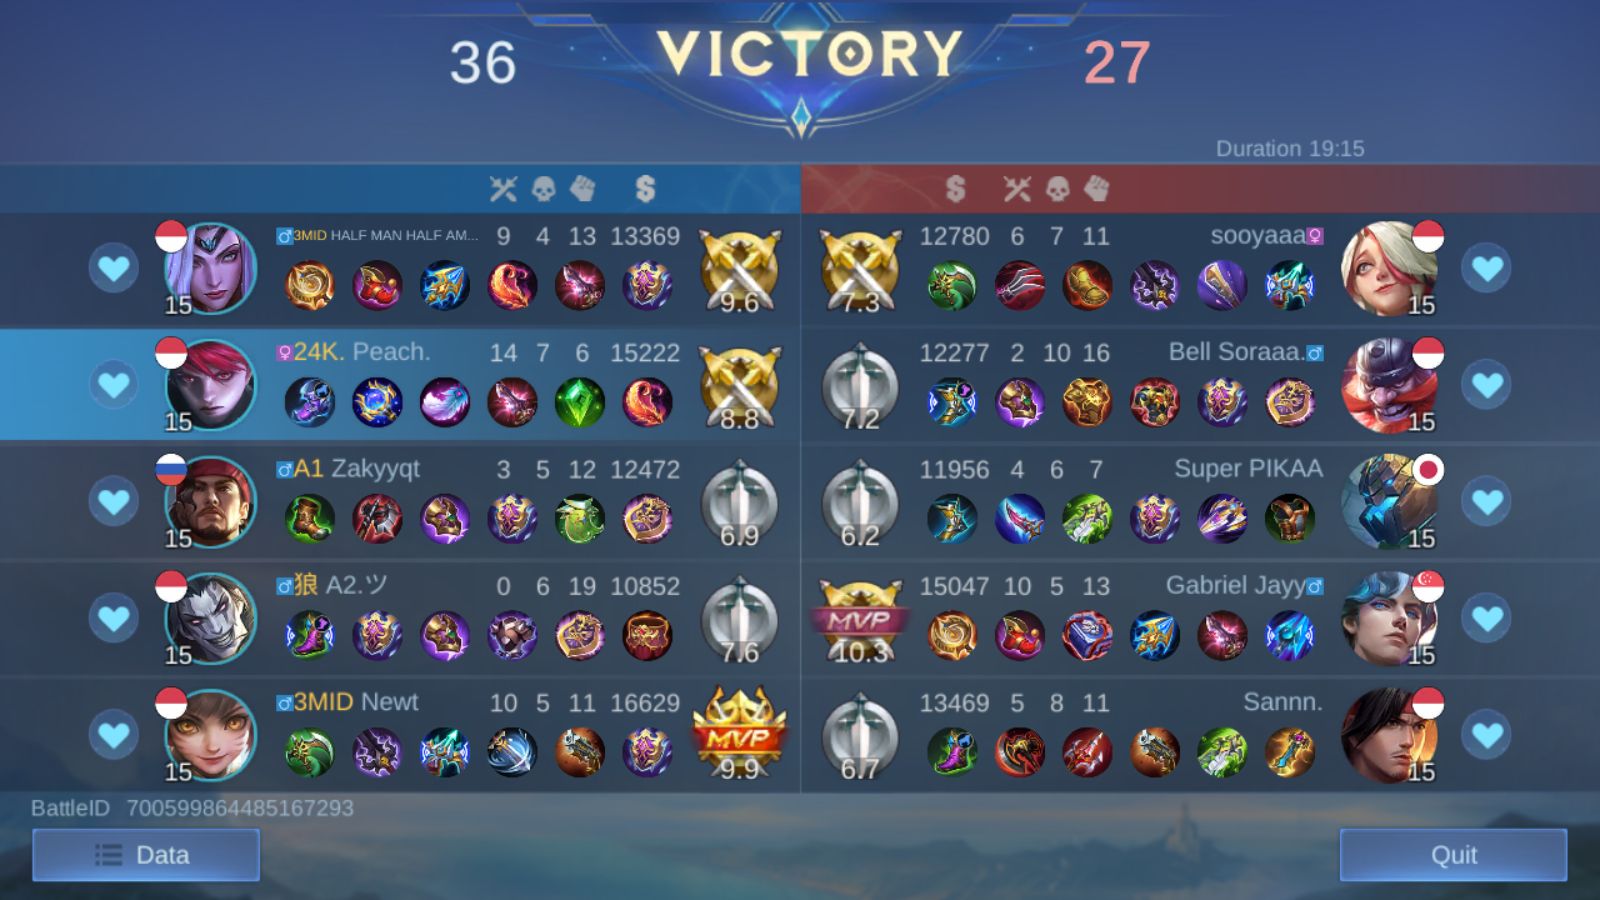 36 VICTORY 27
Duration 19:15
3MID HALF MAN HALF AM... 9 4 13 13369
15 9.6
12780 6 7 11 sooyaaa
7.3 15
24K. Peach. 14 7 6 15222
15 8.8
12277 2 10 16 Bell Soraaa.
7.2 15
A1 Zakyyqt 3 5 12 12472
15 6.9
11956 4 6 7 Super PIKAA
6.2 15
狼 A2.ツ 0 6 19 10852
15 7.6
15047 10 5 13 Gabriel Jayy
MVP 10.3 15
3MID Newt 10 5 11 16629
15 MVP 9.9
13469 5 8 11 Sannn.
6.7 15
BattleID 700599864485167293
Data Quit